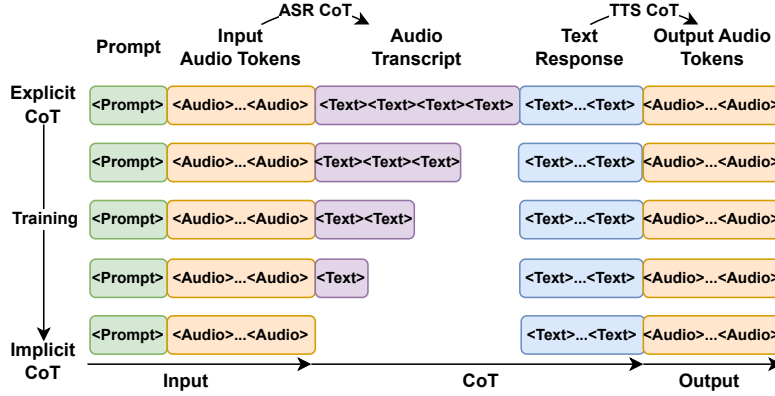 ASR CoT
TTS CoT
Prompt
Input
Audio Tokens
Audio
Transcript
Text
Response
Output Audio
Tokens
Explicit
CoT
<Prompt> <Audio>...<Audio> <Text><Text><Text><Text> <Text>...<Text> <Audio>...<Audio>
<Prompt> <Audio>...<Audio> <Text><Text><Text> <Text>...<Text> <Audio>...<Audio>
Training
<Prompt> <Audio>...<Audio> <Text><Text> <Text>...<Text> <Audio>...<Audio>
<Prompt> <Audio>...<Audio> <Text> <Text>...<Text> <Audio>...<Audio>
<Prompt> <Audio>...<Audio> <Text>...<Text> <Audio>...<Audio>
Implicit
CoT
Input
CoT
Output